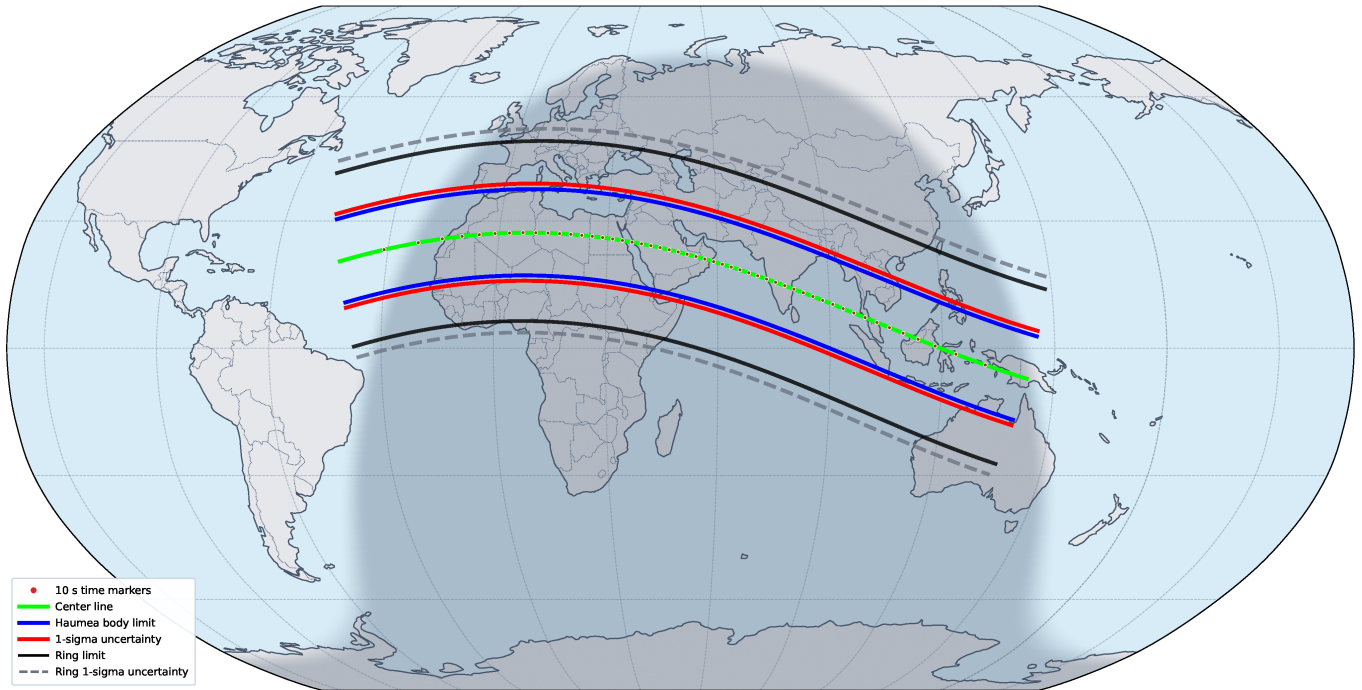 10 s time markers
Center line
Haumea body limit
1-sigma uncertainty
Ring limit
Ring 1-sigma uncertainty